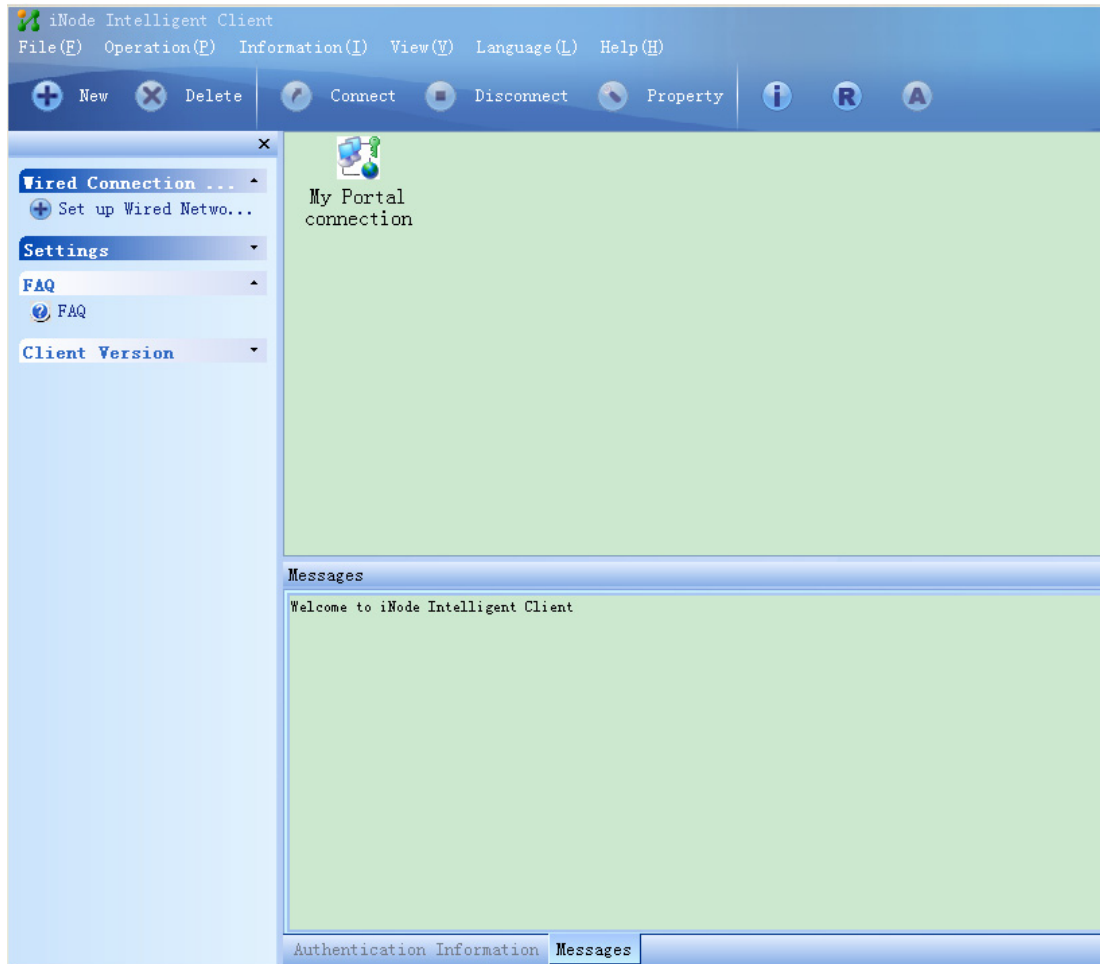 iNode Intelligent Client
File(F) Operation(P) Information(I) View(V) Language(L) Help(H)
New Delete Connect Disconnect Property i R A
Wired Connection ...
Set up Wired Netwo...
Settings
FAQ
FAQ
Client Version
My Portal
connection
Messages
Welcome to iNode Intelligent Client
Authentication Information Messages